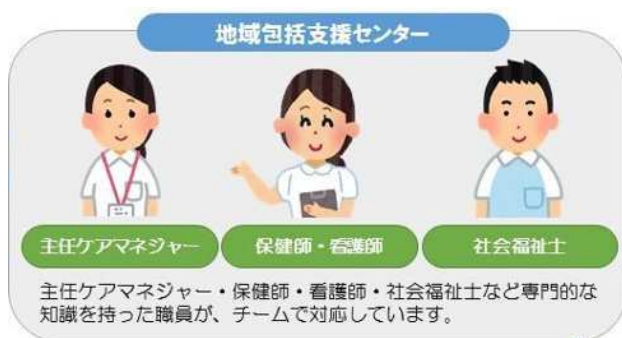 地域包括支援センター
主任ケアマネジャー
保健師・看護師
社会福祉士
主任ケアマネジャー・保健師・看護師・社会福祉士など専門的な
知識を持った職員が、チームで対応しています。